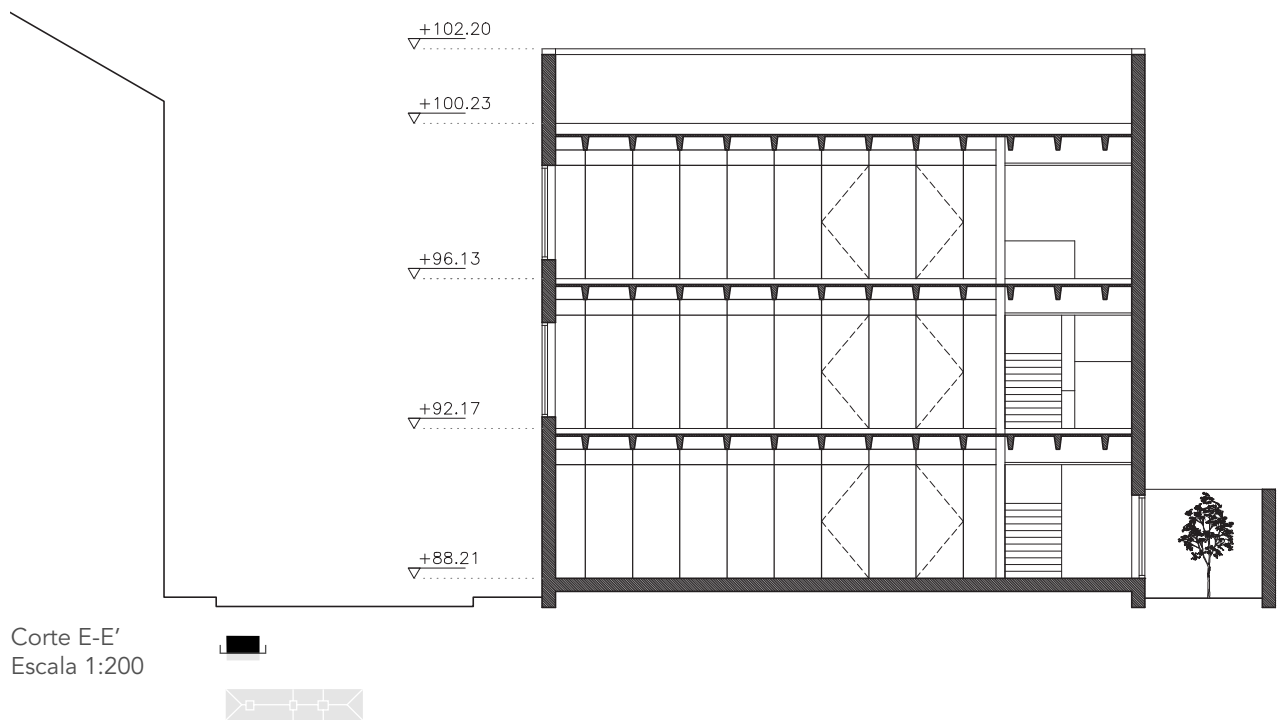 +102.20
+100.23
+96.13
+92.17
+88.21
Corte E-E’
Escala 1:200